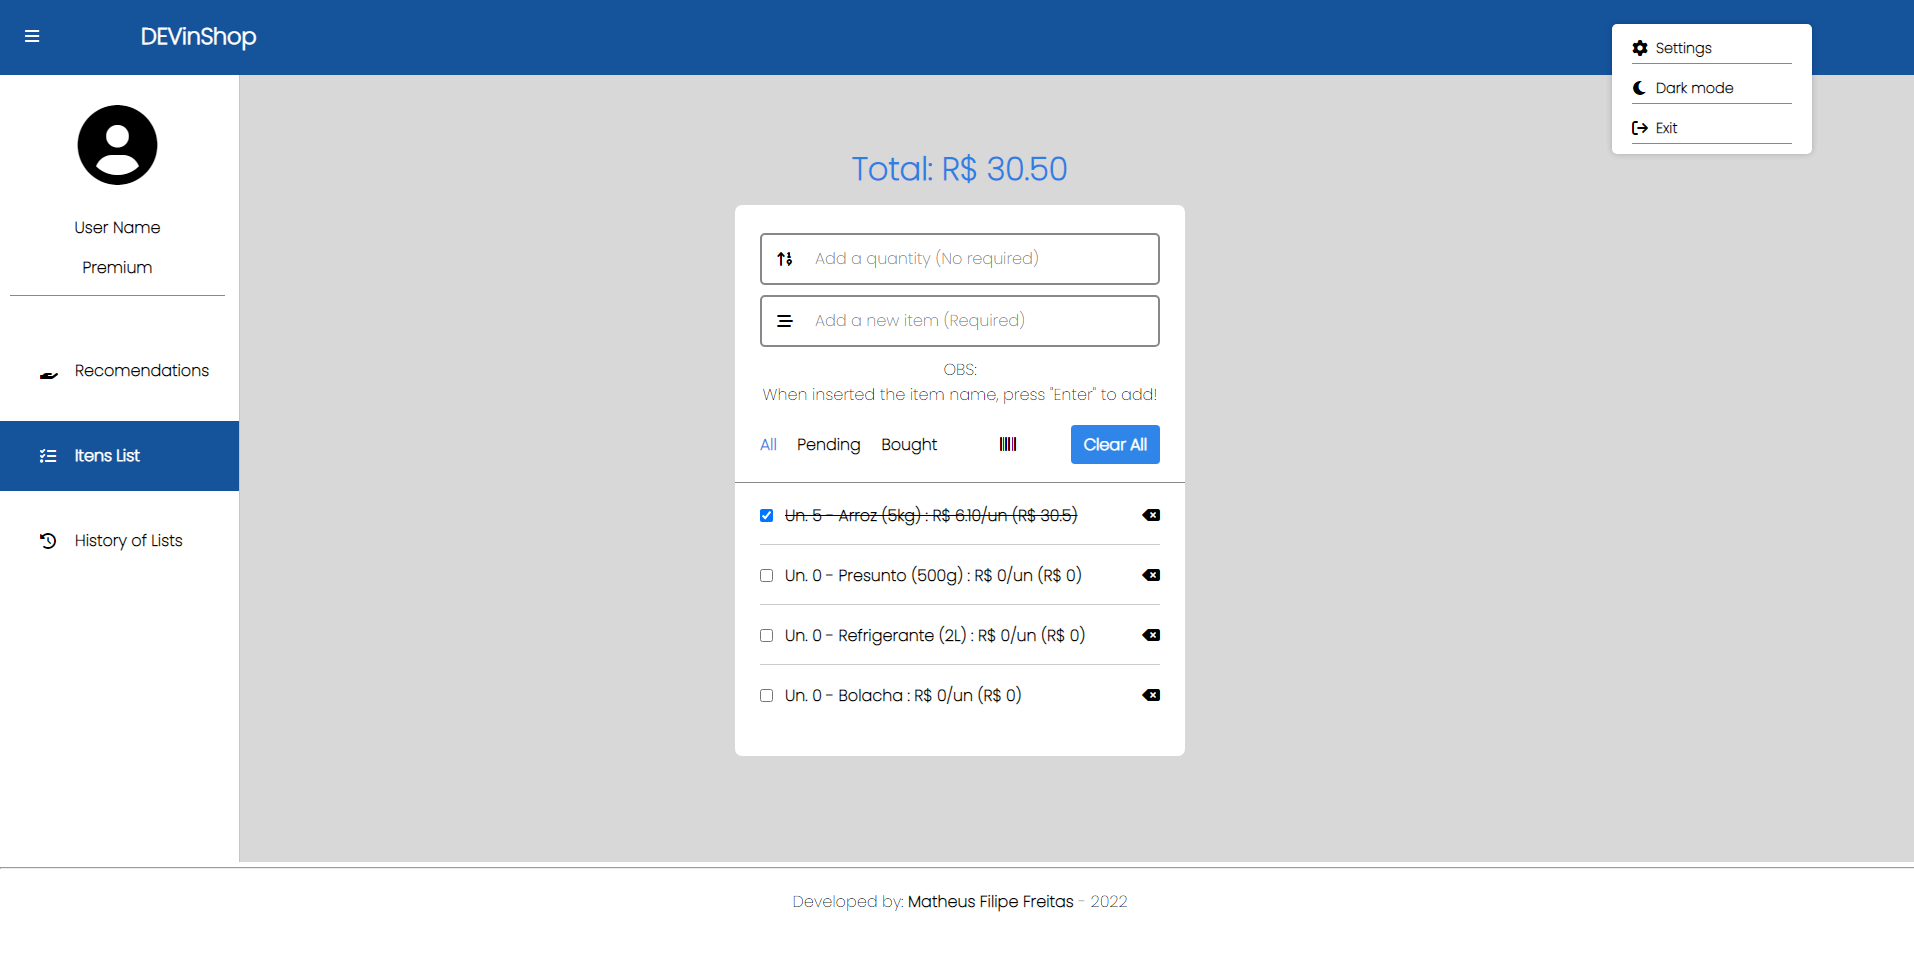 DEVinShop
Settings
Dark mode
Exit
User Name
Premium
Recomendations
Itens List
History of Lists
Total: R$ 30.50
Add a quantity (No required)
Add a new item (Required)
OBS:
When inserted the item name, press "Enter" to add!
All Pending Bought Clear All
Un. 5 - Arroz (5kg) : R$ 6.10/un (R$ 30.5)
Un. 0 - Presunto (500g) : R$ 0/un (R$ 0)
Un. 0 - Refrigerante (2L) : R$ 0/un (R$ 0)
Un. 0 - Bolacha : R$ 0/un (R$ 0)
Developed by: Matheus Filipe Freitas - 2022